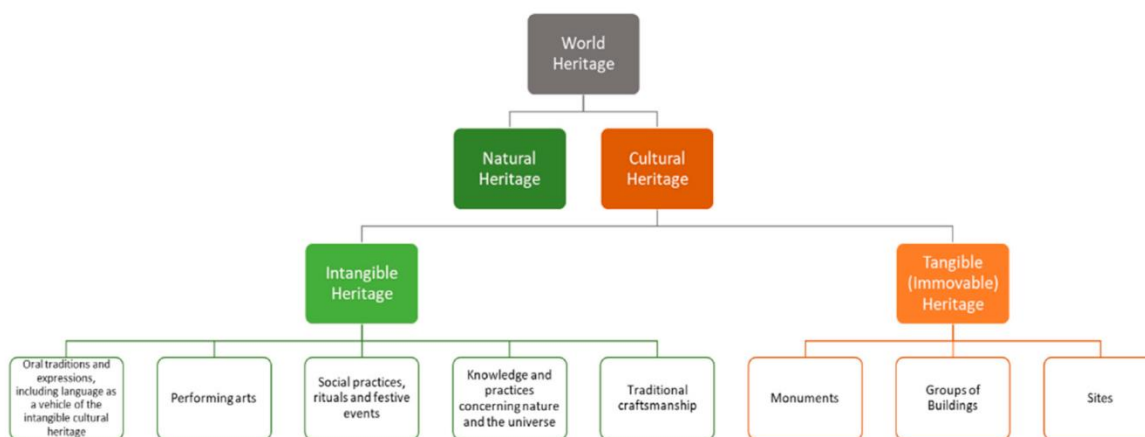 World
Heritage
Natural
Heritage
Cultural
Heritage
Intangible
Heritage
Tangible
(Immovable)
Heritage
Oral traditions and
expressions,
including language as
a vehicle of the
intangible cultural
heritage
Performing arts
Social practices,
rituals and festive
events
Knowledge and
practices
concerning nature
and the universe
Traditional
craftsmanship
Monuments
Groups of
Buildings
Sites